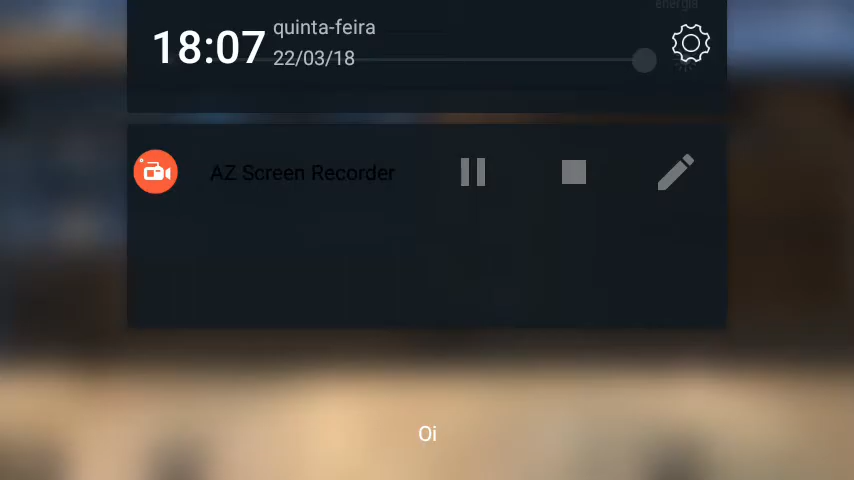 energia
18:07
quinta-feira
22/03/18
AZ Screen Recorder
Oi